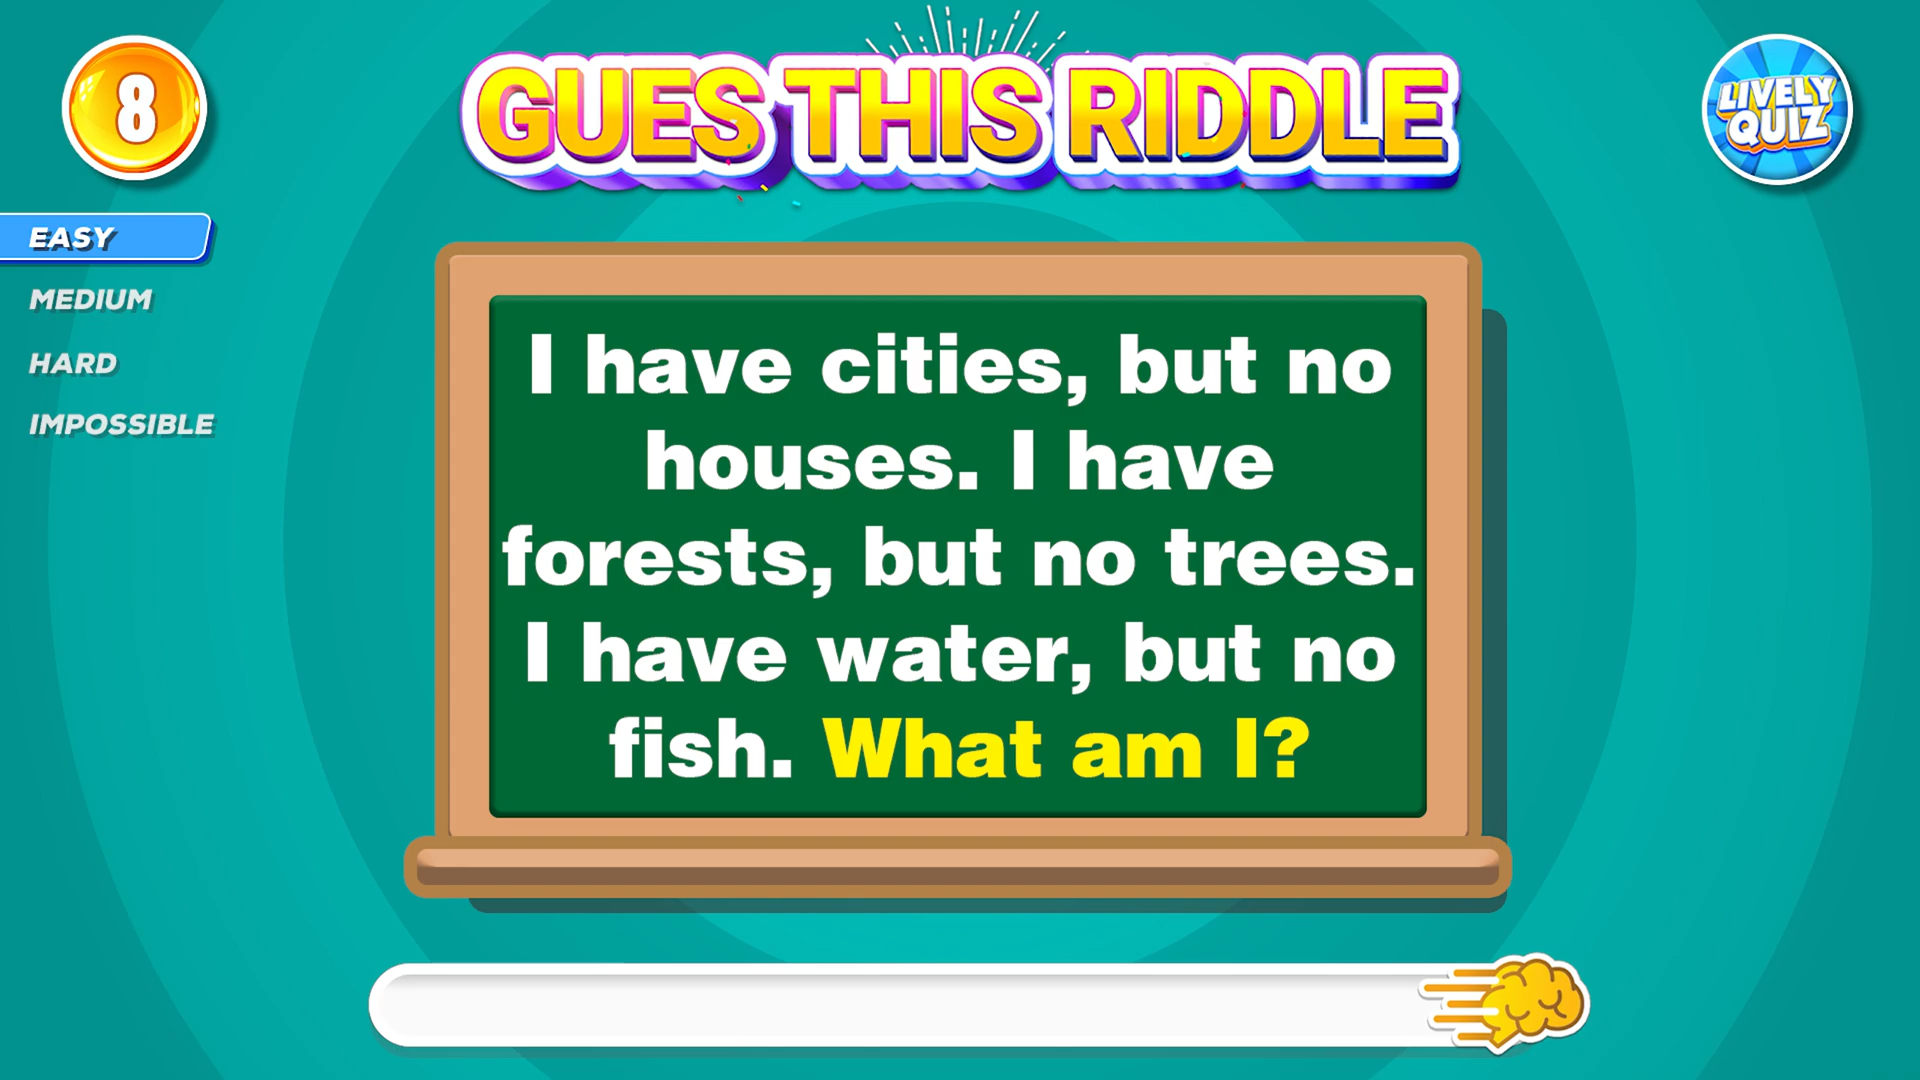 8
GUES THIS RIDDLE
LIVELY
QUIZ
EASY
MEDIUM
HARD
IMPOSSIBLE
I have cities, but no
houses. I have
forests, but no trees.
I have water, but no
fish. What am I?